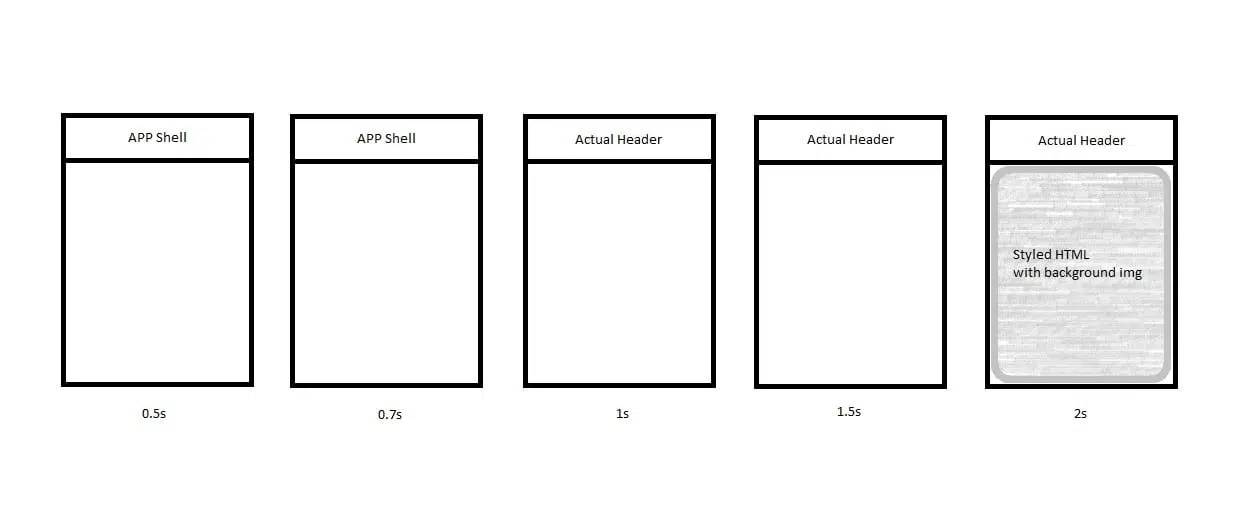 APP Shell
APP Shell
Actual Header
Actual Header
Actual Header
Styled HTML
with background img
0.5s
0.7s
1s
1.5s
2s